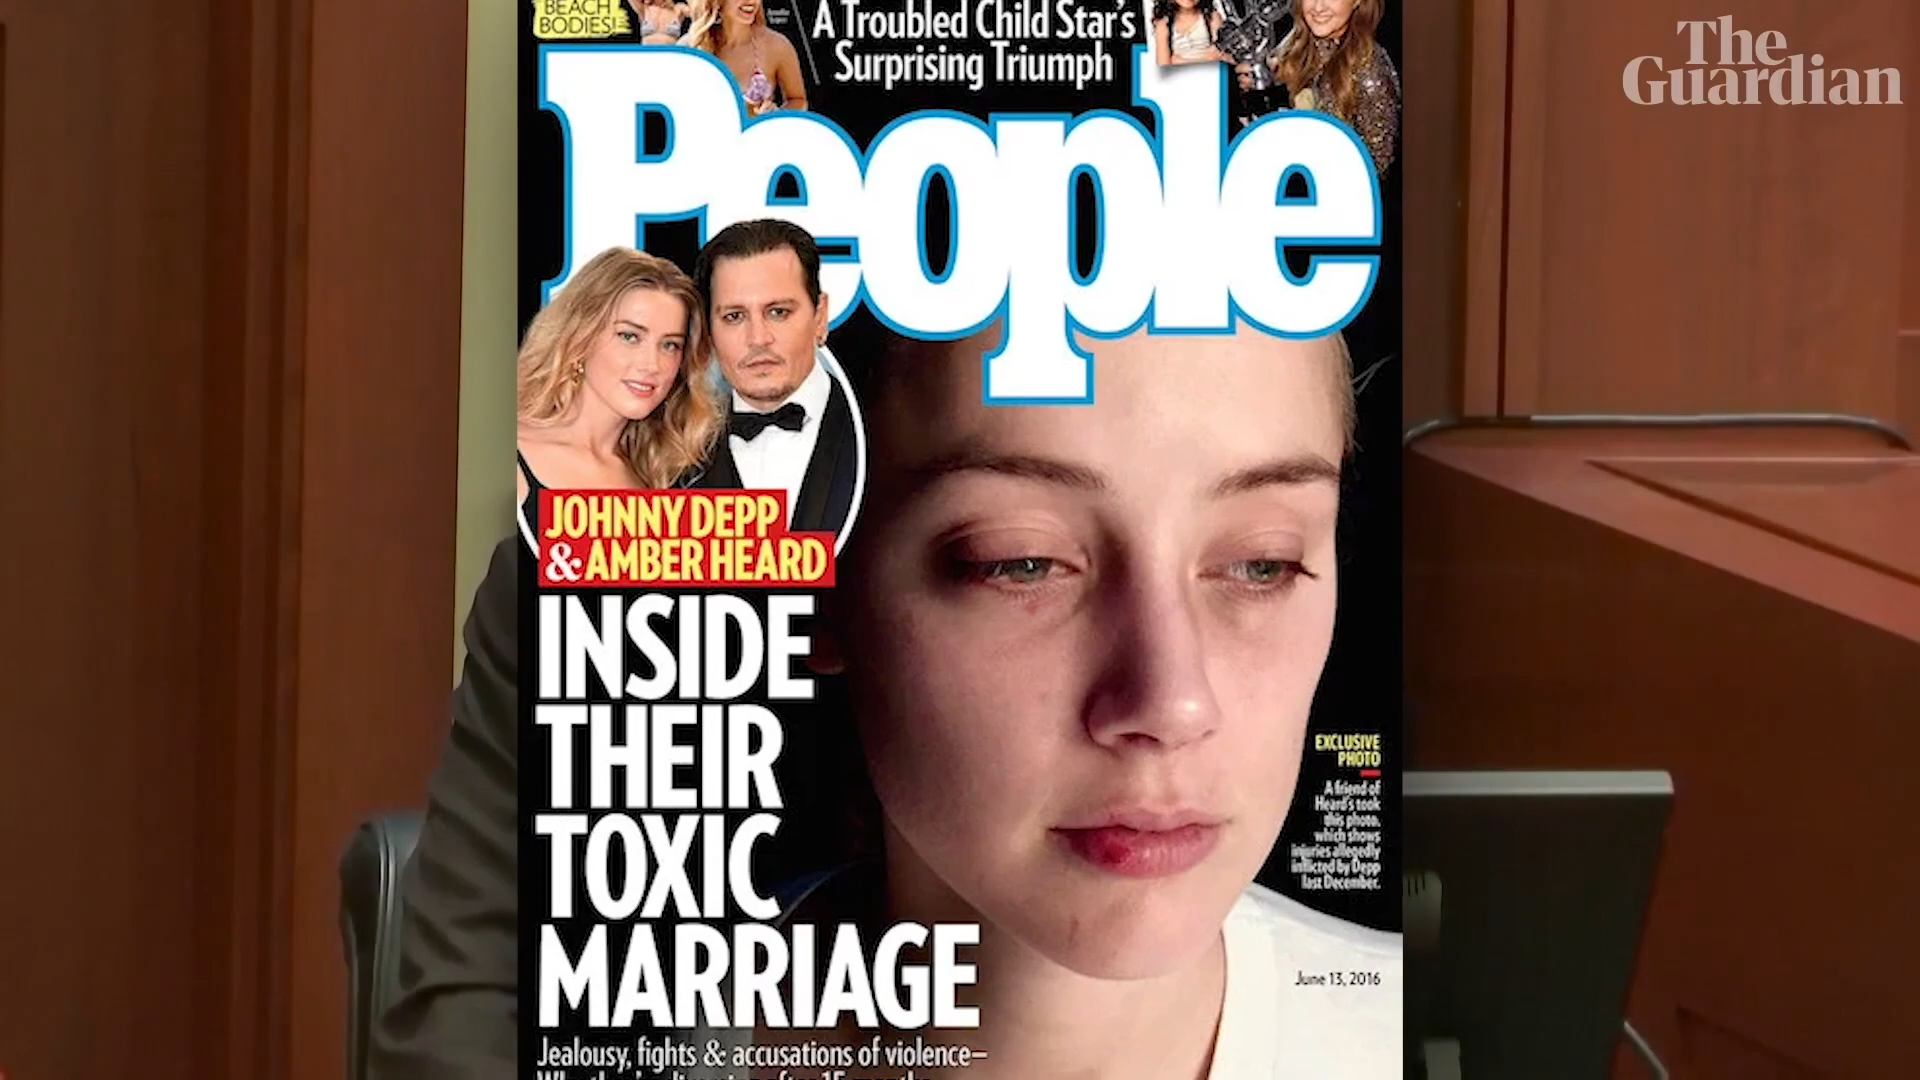 BEACH
BODIES!
A Troubled Child Star's
Surprising Triumph
The
Guardian
People
JOHNNY DEPP
& AMBER HEARD
INSIDE
THEIR
TOXIC
MARRIAGE
EXCLUSIVE
PHOTO
A friend of
Heard's took
this photo,
which shows
injuries allegedly
inflicted by Depp
last December.
June 13, 2016
Jealousy, fights & accusations of violence–